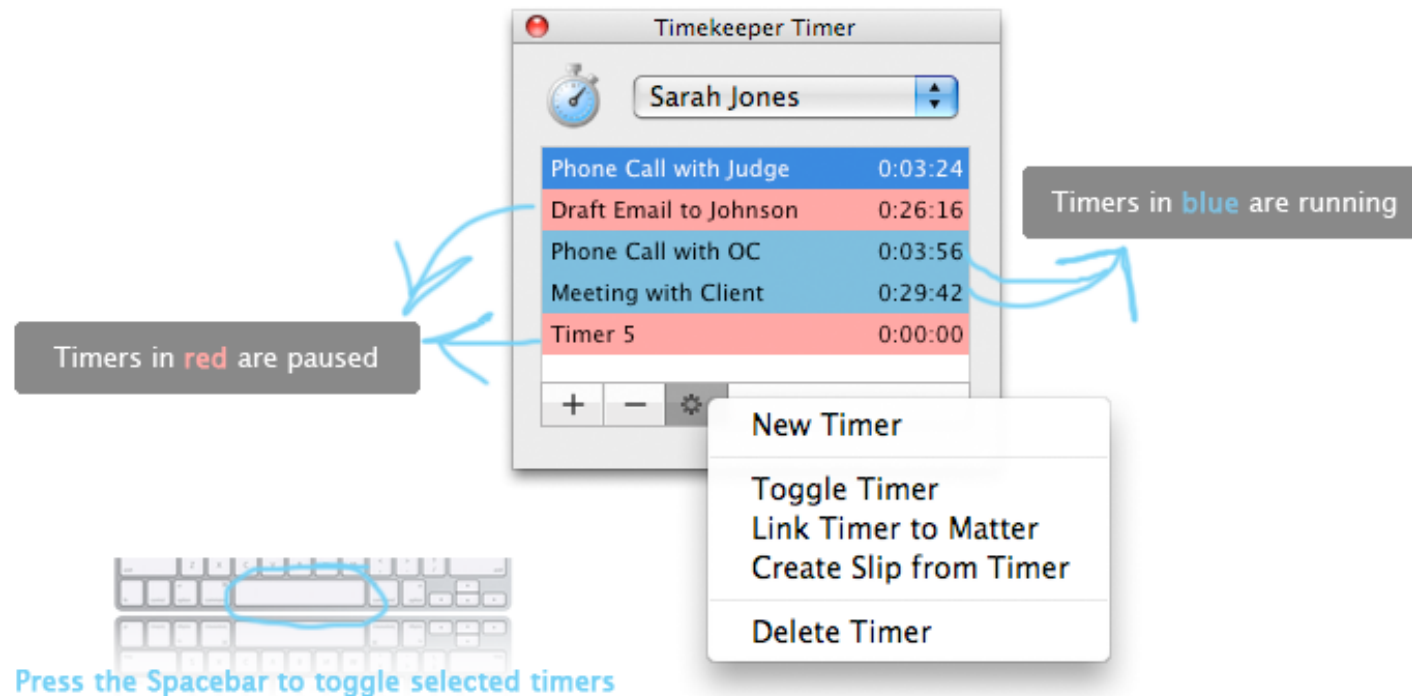 Timekeeper Timer
Sarah Jones
Phone Call with Judge 0:03:24
Draft Email to Johnson 0:26:16
Phone Call with OC 0:03:56
Meeting with Client 0:29:42
Timer 5 0:00:00
Timers in blue are running
Timers in red are paused
New Timer
Toggle Timer
Link Timer to Matter
Create Slip from Timer
Delete Timer
Press the Spacebar to toggle selected timers